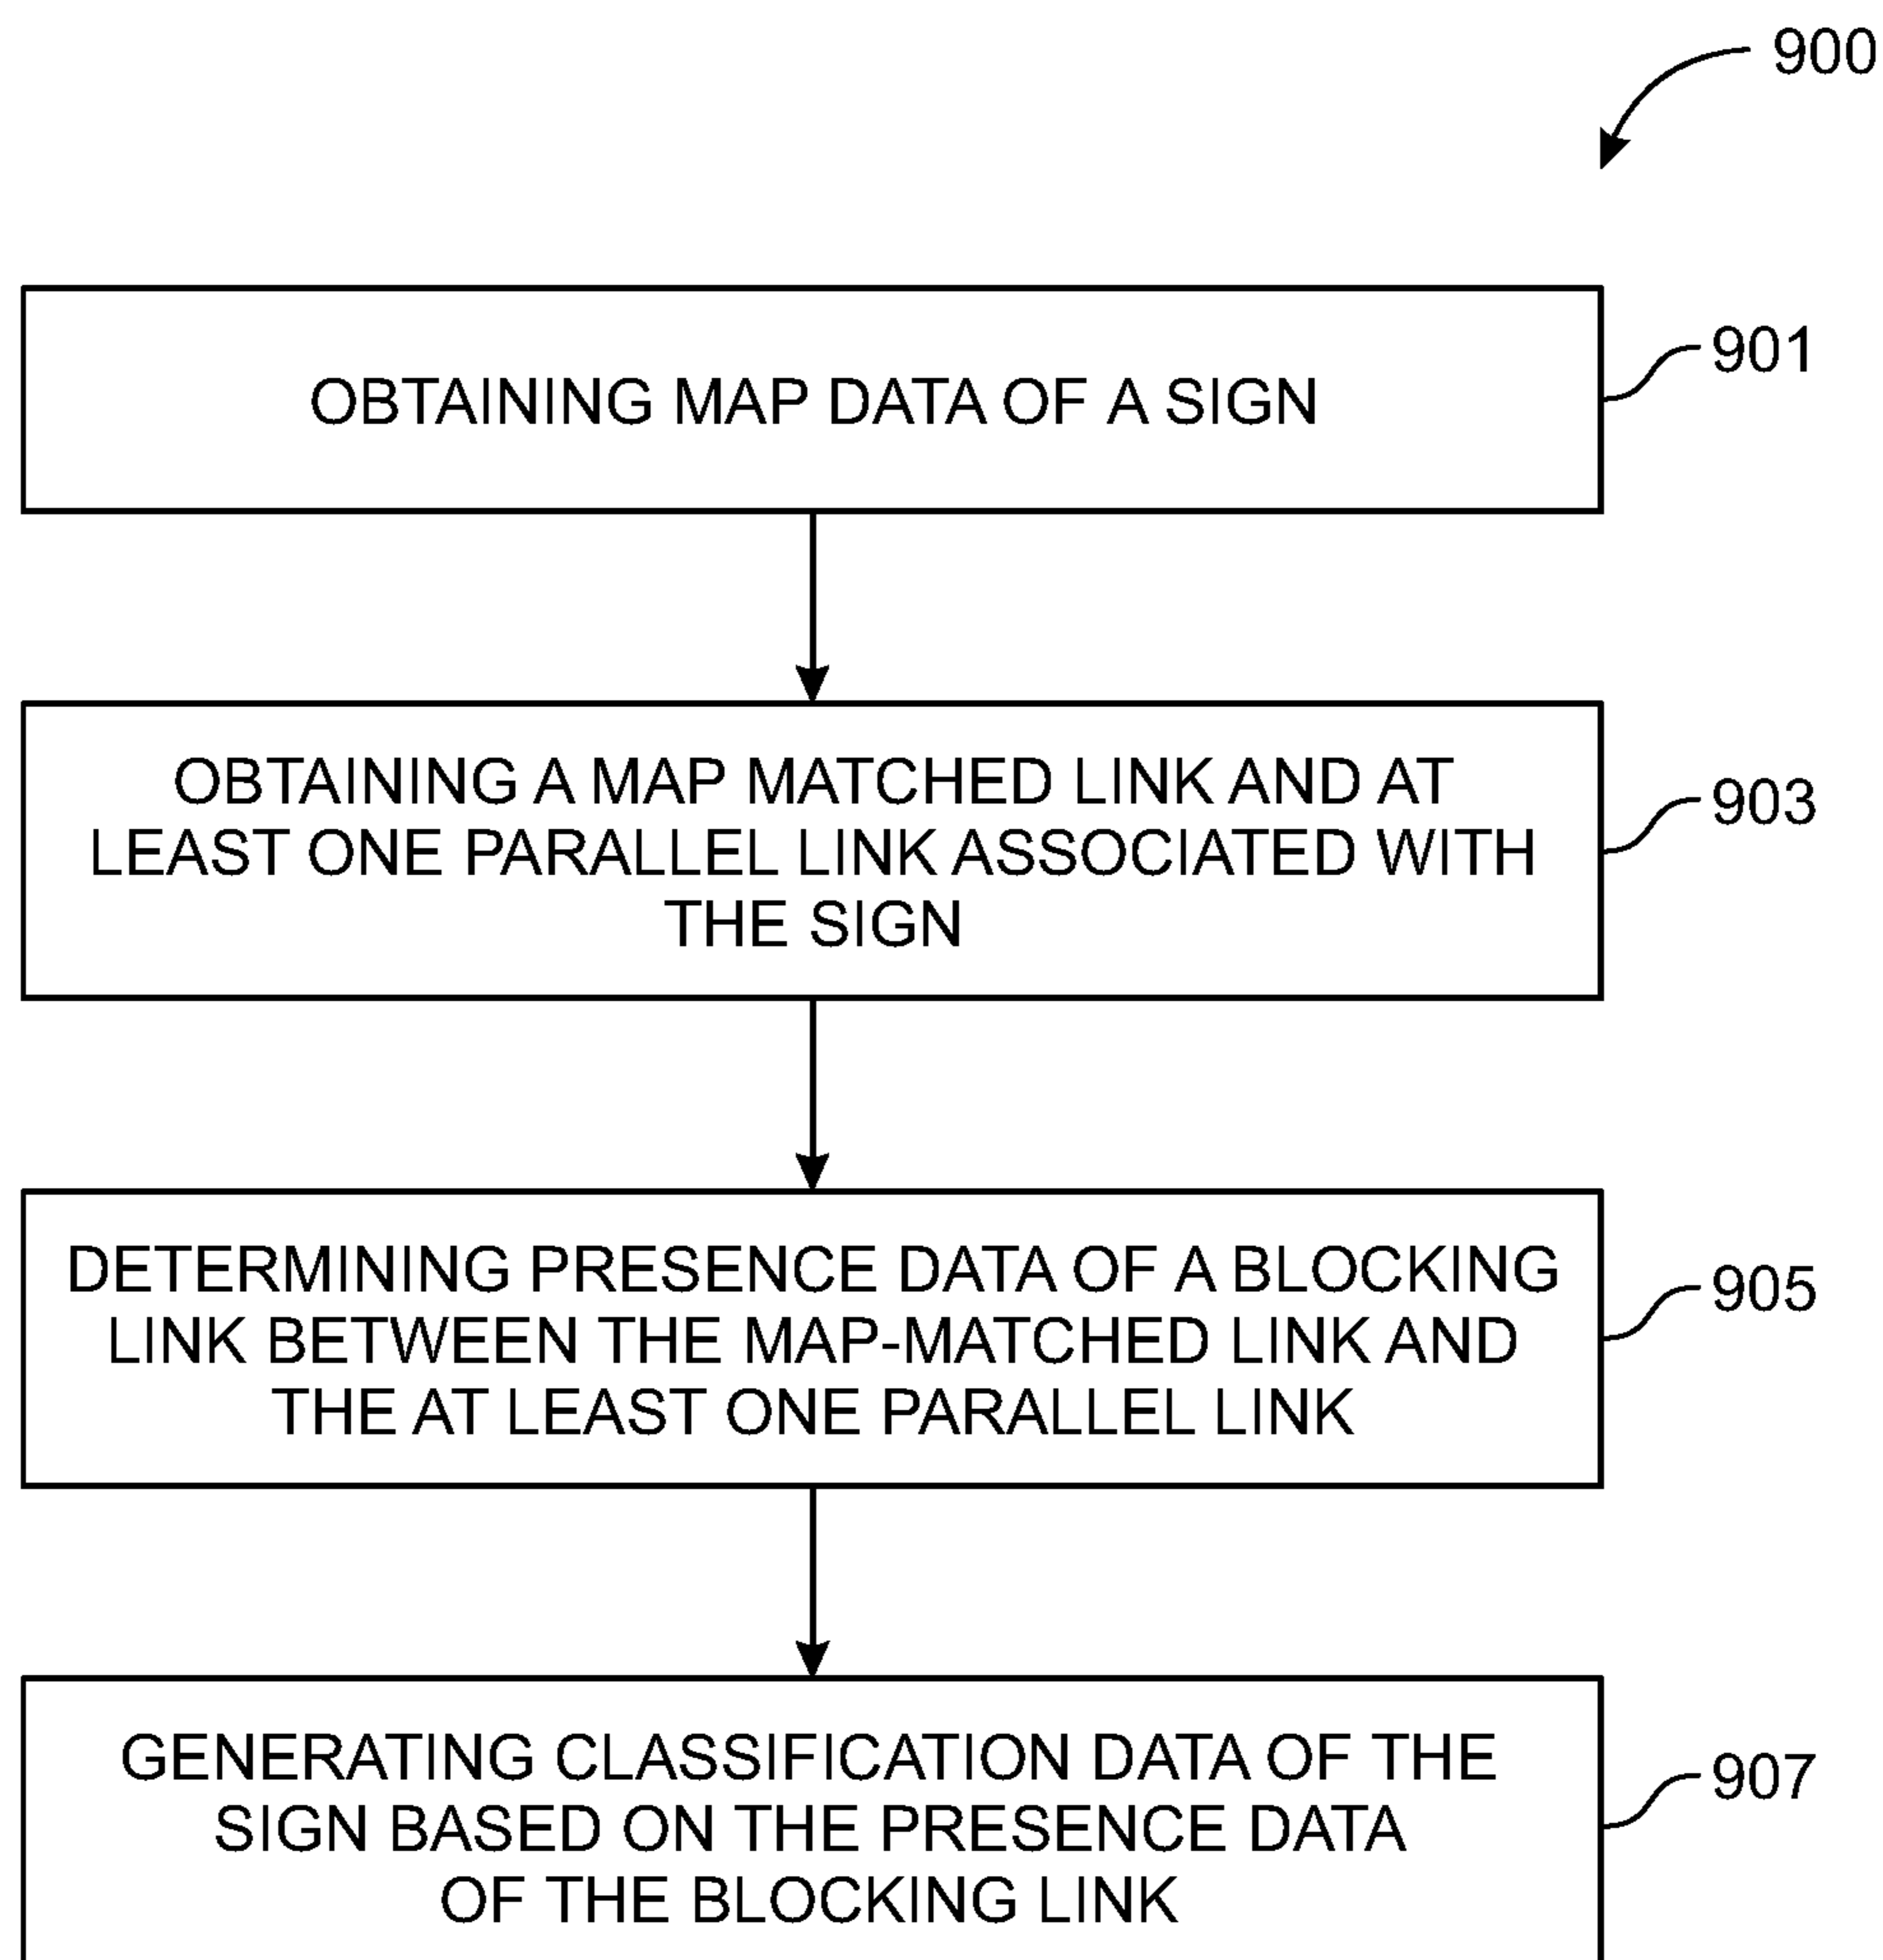 900
OBTAINING MAP DATA OF A SIGN
901
OBTAINING A MAP MATCHED LINK AND AT
LEAST ONE PARALLEL LINK ASSOCIATED WITH
THE SIGN
903
DETERMINING PRESENCE DATA OF A BLOCKING
LINK BETWEEN THE MAP-MATCHED LINK AND
THE AT LEAST ONE PARALLEL LINK
905
GENERATING CLASSIFICATION DATA OF THE
SIGN BASED ON THE PRESENCE DATA
OF THE BLOCKING LINK
907